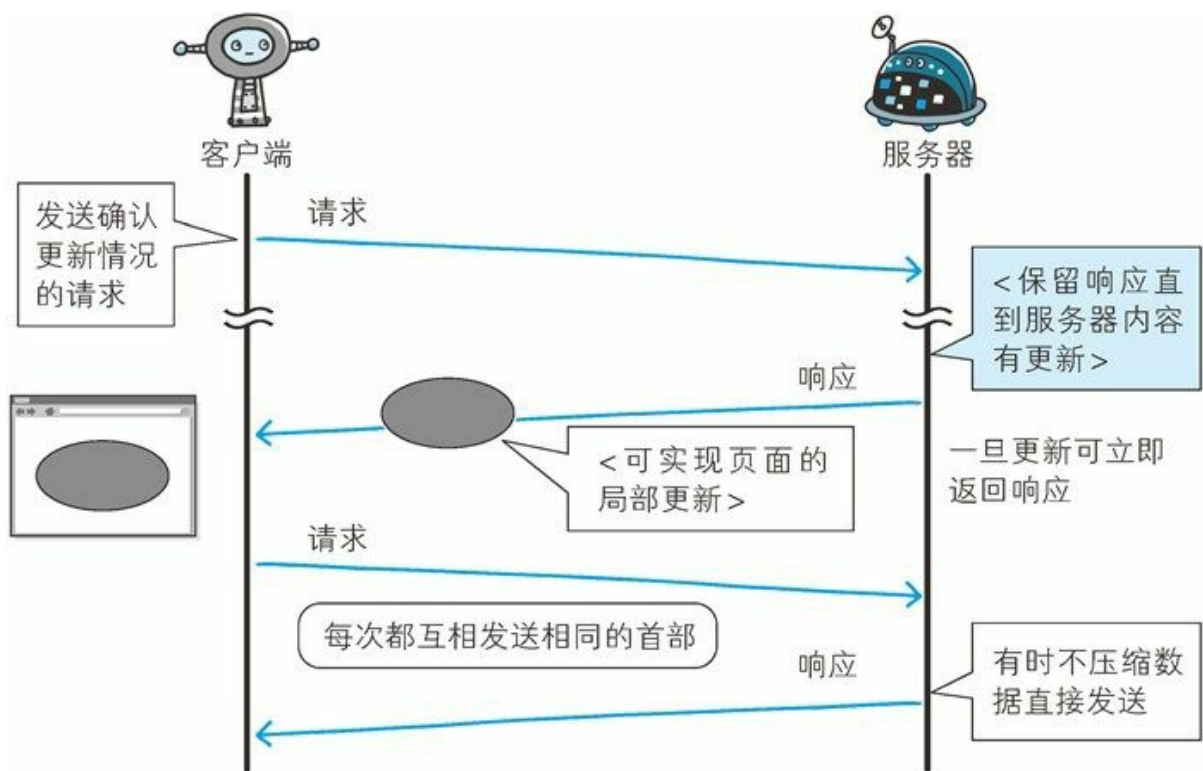 客户端
服务器
发送确认
更新情况
的请求
请求
<保留响应直
到服务器内容
有更新>
响应
<可实现页面的
局部更新>
一旦更新可立即
返回响应
请求
每次都互相发送相同的首部
响应
有时不压缩数
据直接发送